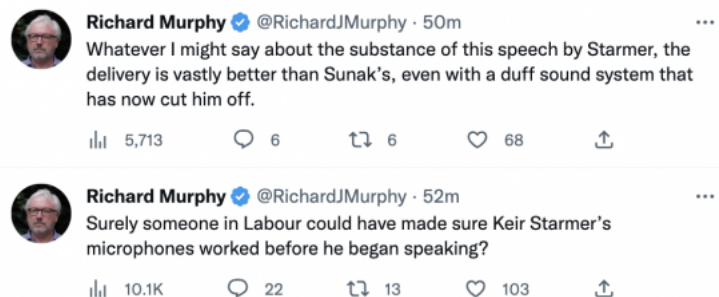 Richard Murphy @RichardJMurphy · 50m
Whatever I might say about the substance of this speech by Starmer, the
delivery is vastly better than Sunak's, even with a duff sound system that
has now cut him off.
5,713 6 6 68
Richard Murphy @RichardJMurphy · 52m
Surely someone in Labour could have made sure Keir Starmer's
microphones worked before he began speaking?
10.1K 22 13 103